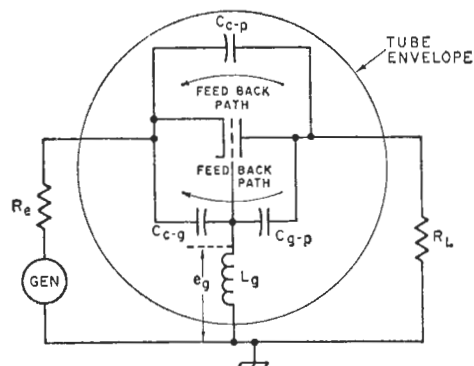 Cc-p
TUBE
ENVELOPE
FEED BACK
PATH
FEED BACK
PATH
Re
Cc-g
Cg-p
RL
GEN
eg
Lg